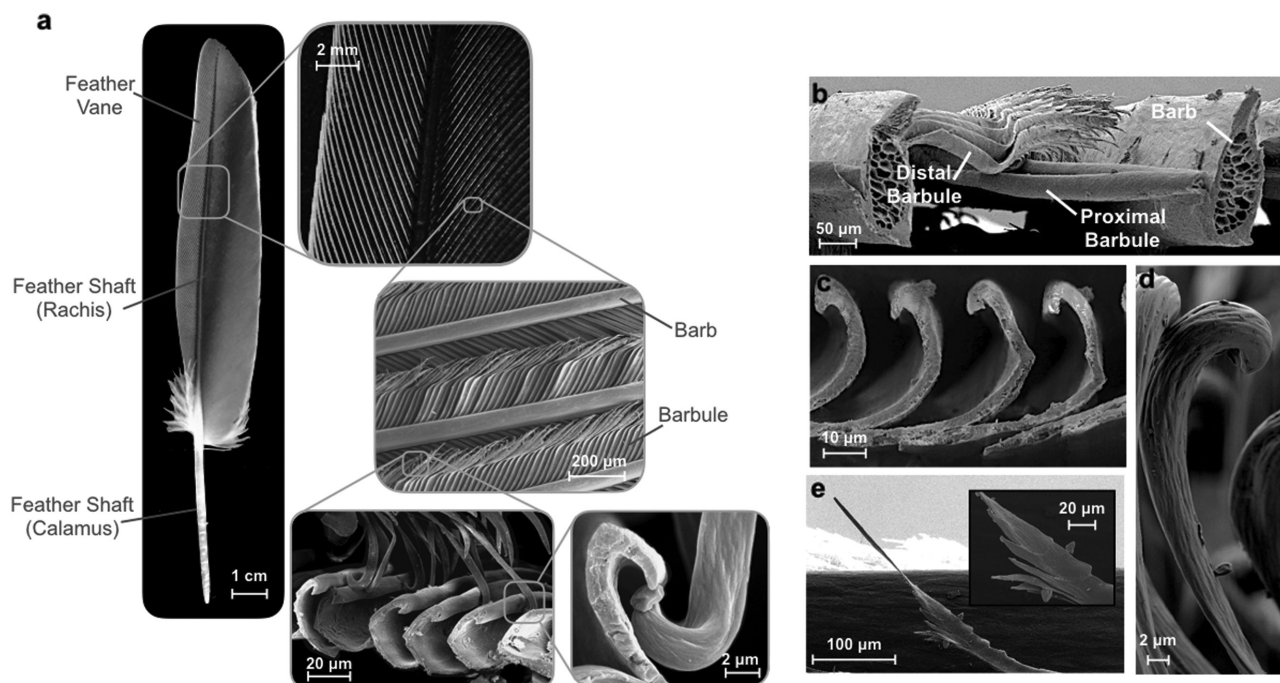 a
Feather
Vane
Feather Shaft
(Rachis)
Feather Shaft
(Calamus)
1 cm
2 mm
Barb
Barbule
200 µm
20 µm
2 µm
b
Barb
Distal
Barbule
Proximal
Barbule
50 µm
c
10 µm
d
2 µm
e
20 µm
100 µm